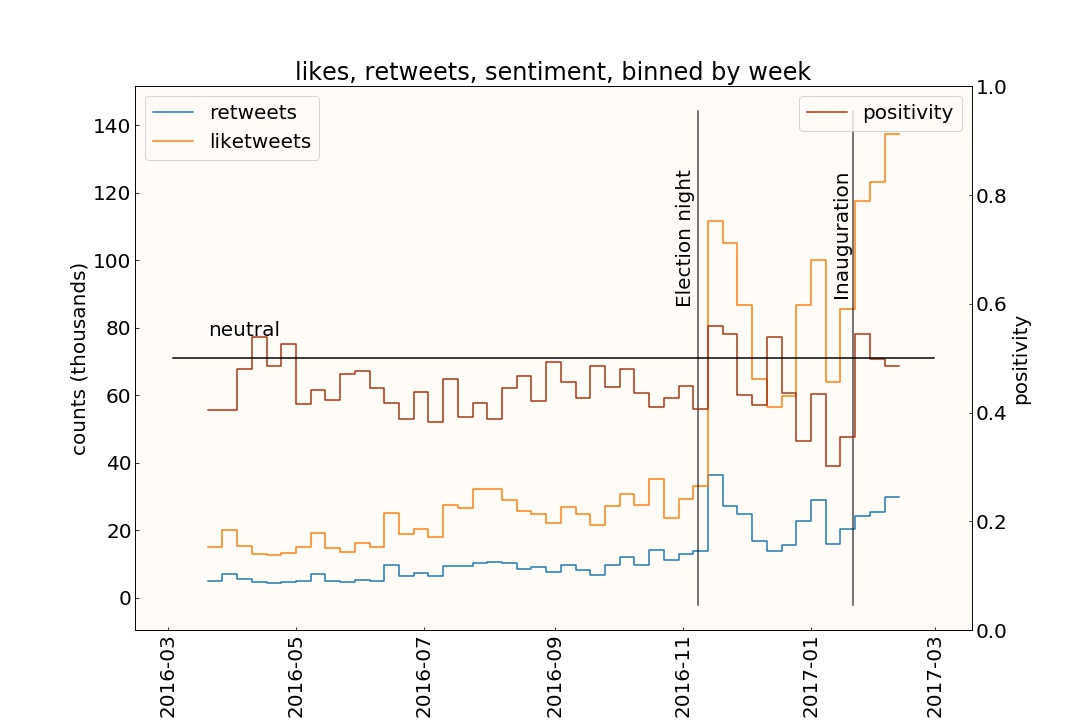 likes, retweets, sentiment, binned by week
retweets
liketweets
positivity
neutral
Election night
Inauguration
counts (thousands)
140
120
100
80
60
40
20
0
positivity
1.0
0.8
0.6
0.4
0.2
0.0
2016-03
2016-05
2016-07
2016-09
2016-11
2017-01
2017-03